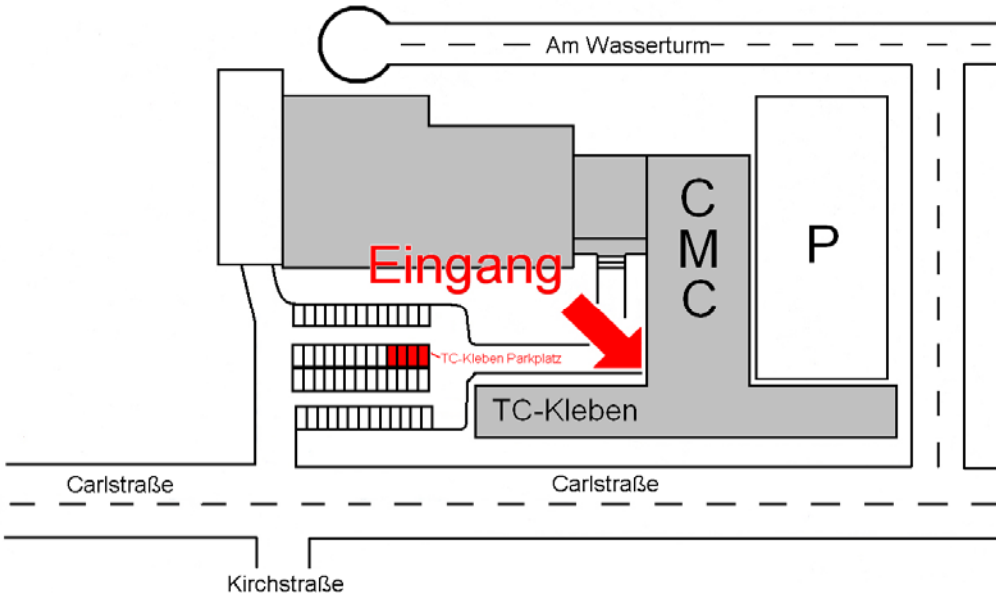 Am Wasserturm
C
M
C
P
Eingang
TC-Kleben Parkplatz
TC-Kleben
Carlstraße
Carlstraße
Kirchstraße